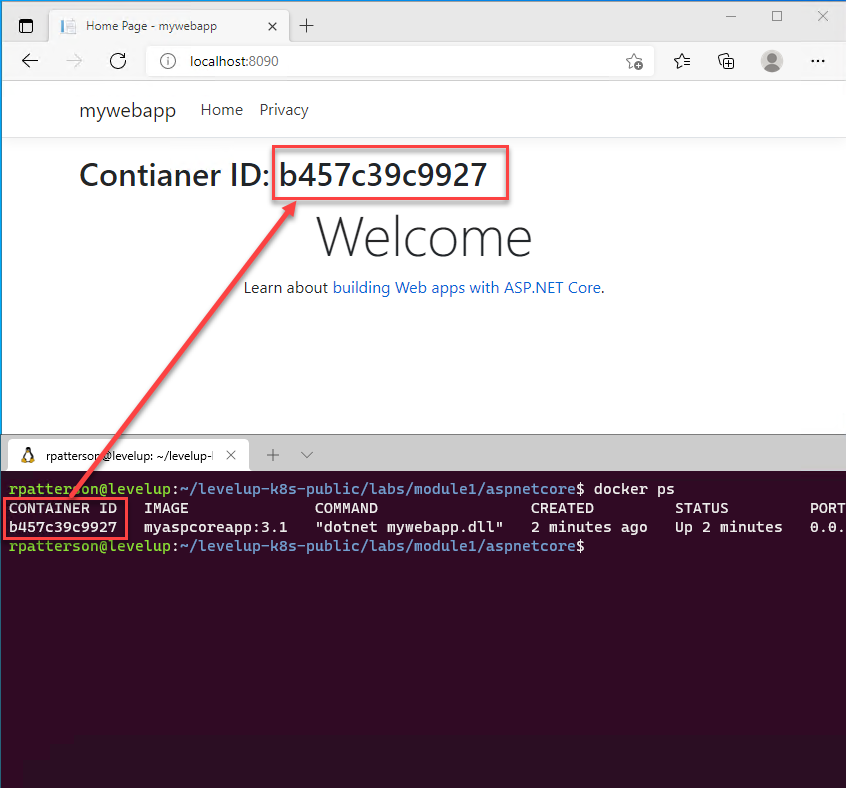 Home Page - mywebapp
localhost:8090
mywebapp Home Privacy
Contianer ID: b457c39c9927
Welcome
Learn about building Web apps with ASP.NET Core.
rpatterson@levelup: ~/levelup-l
rpatterson@levelup:~/levelup-k8s-public/labs/module1/aspnetcore$ docker ps
CONTAINER ID IMAGE COMMAND CREATED STATUS PORT
b457c39c9927 myaspcoreapp:3.1 "dotnet mywebapp.dll" 2 minutes ago Up 2 minutes 0.0.
rpatterson@levelup:~/levelup-k8s-public/labs/module1/aspnetcore$